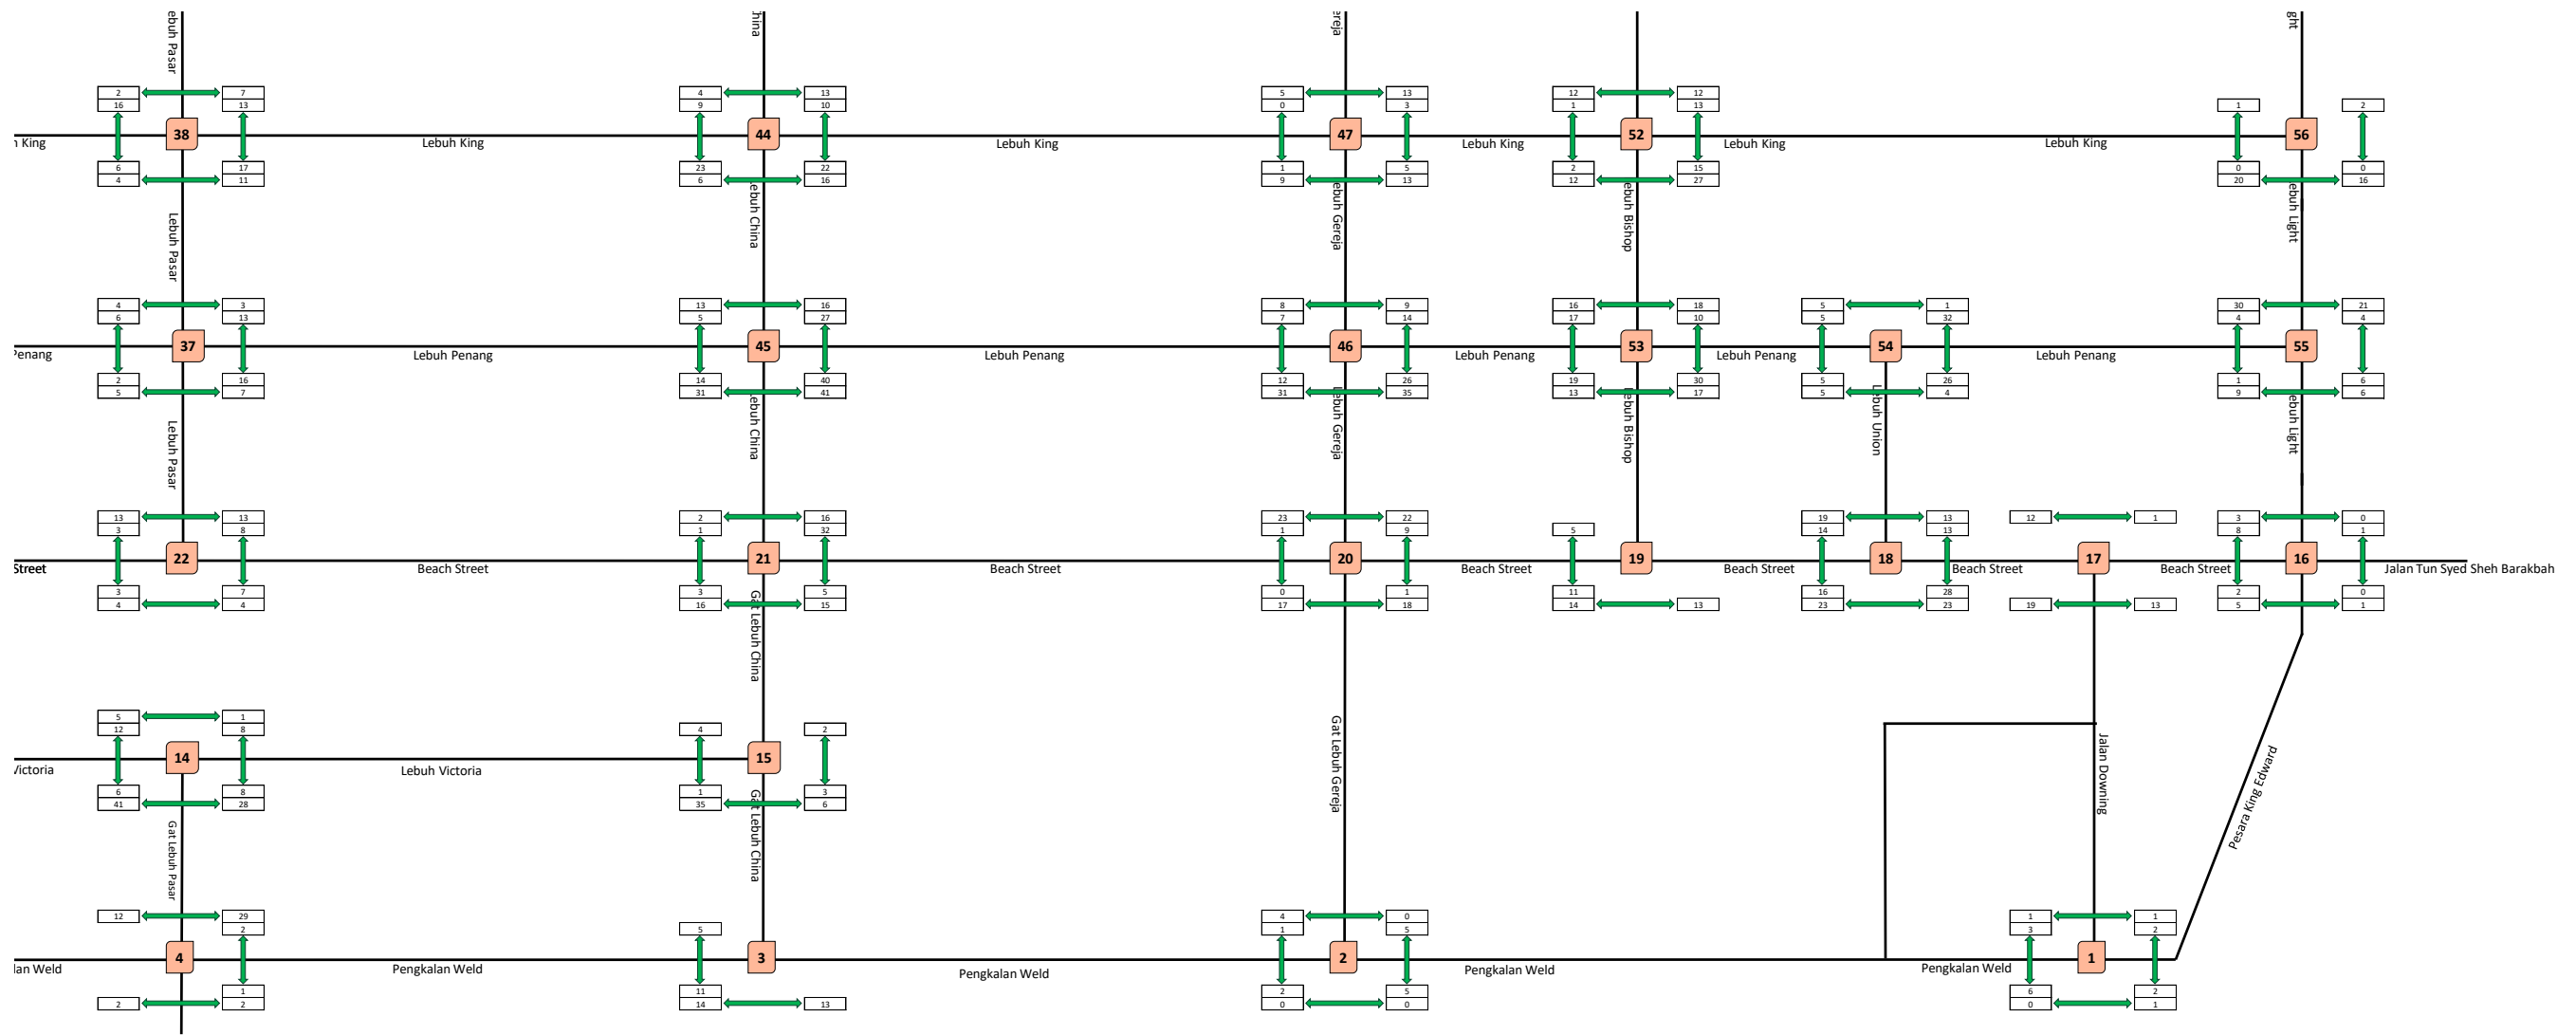 ebuh Pasar
hina
ereja
ght
2 7 4 13 5 13 12 12
16 13 9 10 0 3 1 13 1 2
38 44 47 52 56
n King Lebuh King Lebuh King Lebuh King Lebuh King Lebuh King
6 17 23 22 1 5 2 15 0 0
4 11 6 16 9 13 12 27 20 16
Lebuh Pasar
Lebuh China
ebuh Gereja
ebuh Bishop
ebuh Light
4 3 13 16 8 9 16 18 5 1 30 21
6 13 5 27 7 14 17 10 5 32 4 4
37 45 46 53 54 55
Penang Lebuh Penang Lebuh Penang Lebuh Penang Lebuh Penang Lebuh Penang
2 16 14 40 12 26 19 30 5 26 1 6
5 7 31 41 31 35 13 17 5 4 9 6
Lebuh Pasar
Lebuh China
Lebuh Gereja
ebuh Bishop
Lebuh Union
ebuh Light
13 13 2 16 23 22 19 13 12 1 3 0
3 8 1 32 1 9 5 14 13 8 1
22 21 20 19 18 17 16
Street Beach Street Beach Street Beach Street Beach Street Beach Street Beach Street Jalan Tun Syed Sheh Barakbah
3 7 3 5 0 1 11 16 28 2 0
4 4 16 15 17 18 14 13 23 23 19 13 5 1
Gat Lebuh China
5 1
12 8 4 2
14 15
Victoria Lebuh Victoria
6 8 1 3
41 28 35 6
Gat Lebuh Pasar
Gat Lebuh China
Gat Lebuh Gereja
Jalan Downing
Pesara King Edward
12 29 4 0 1 1
2 5 1 5 3 2
4 3 2 1
lan Weld Pengkalan Weld Pengkalan Weld Pengkalan Weld Pengkalan Weld
1 11 2 5 6 2
2 2 14 13 0 0 0 1